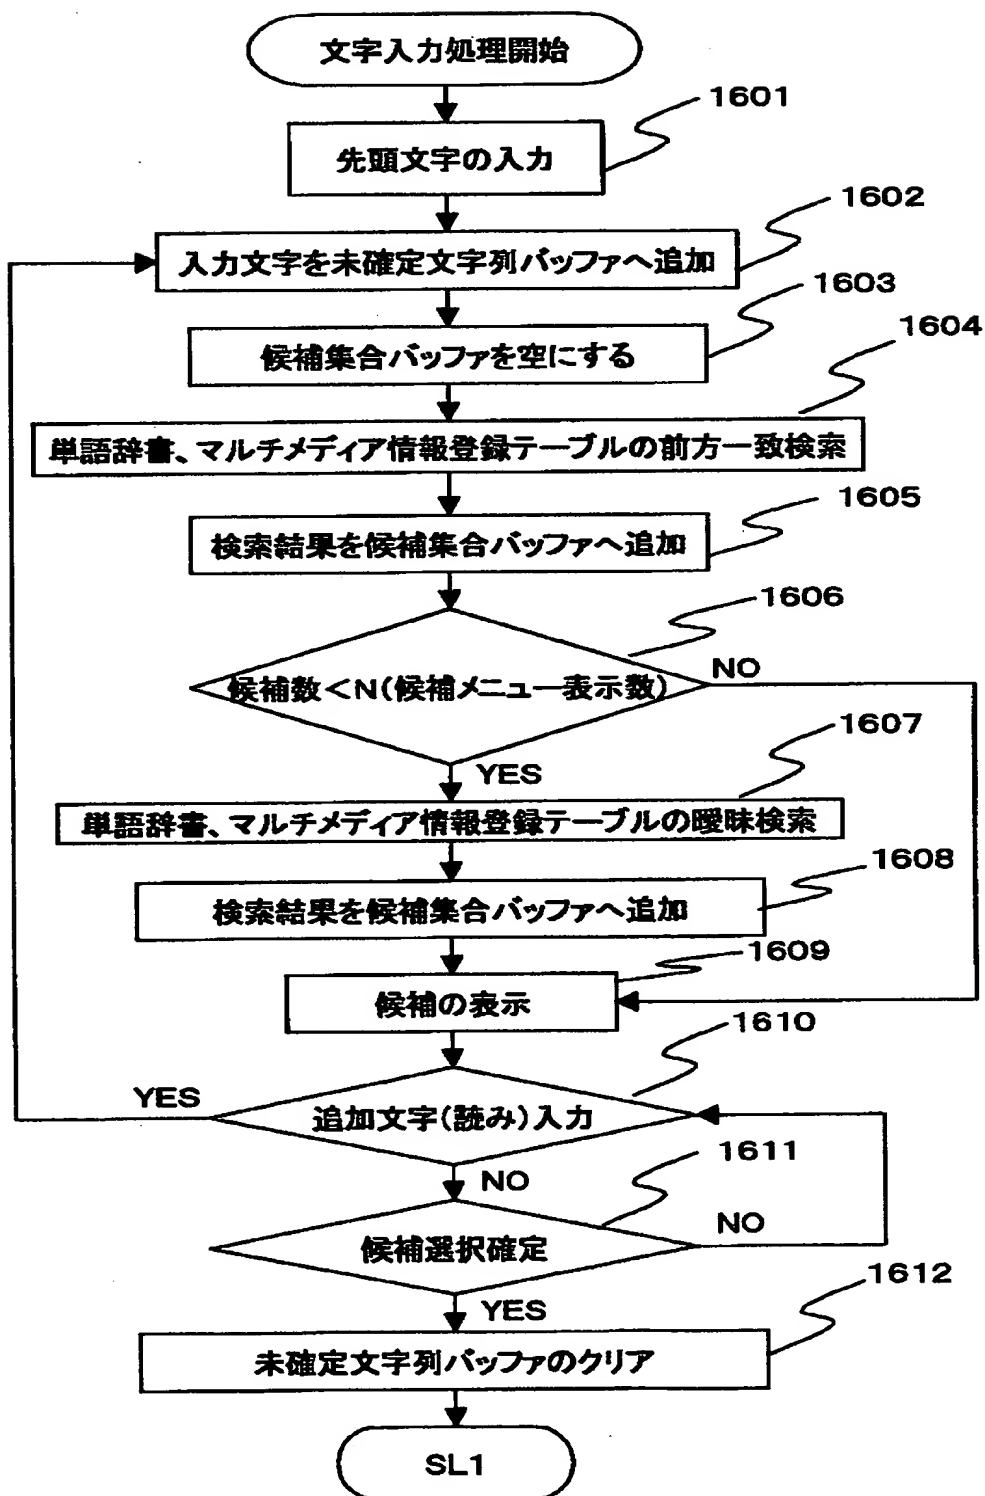 文字入力処理開始
1601
先頭文字の入力
1602
入力文字を未確定文字列バッファへ追加
1603
候補集合バッファを空にする
1604
単語辞書、マルチメディア情報登録テーブルの前方一致検索
1605
検索結果を候補集合バッファへ追加
1606
候補数<N(候補メニュー表示数)
NO
YES
1607
単語辞書、マルチメディア情報登録テーブルの曖昧検索
1608
検索結果を候補集合バッファへ追加
1609
候補の表示
1610
追加文字(読み)入力
YES
NO
1611
候補選択確定
NO
YES
1612
未確定文字列バッファのクリア
SL1